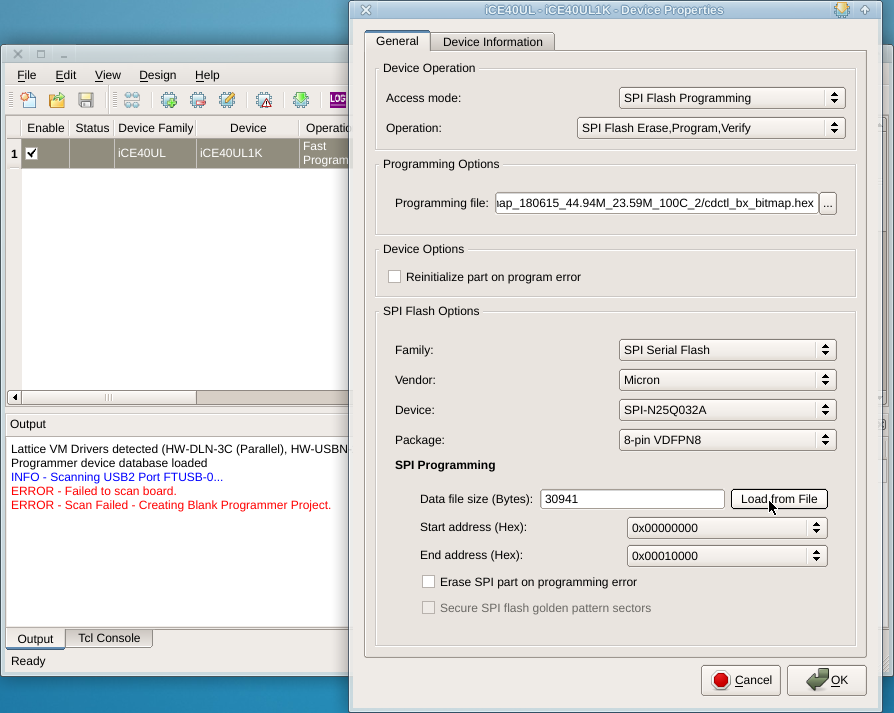 iCE40UL - iCE40UL1K - Device Properties
General
Device Information
File Edit View Design Help
LOG
Enable Status Device Family Device Operatio
1 iCE40UL iCE40UL1K Fast
Program
Output
Lattice VM Drivers detected (HW-DLN-3C (Parallel), HW-USBN
Programmer device database loaded
INFO - Scanning USB2 Port FTUSB-0...
ERROR - Failed to scan board.
ERROR - Scan Failed - Creating Blank Programmer Project.
Output Tcl Console
Ready
Device Operation
Access mode: SPI Flash Programming
Operation: SPI Flash Erase,Program,Verify
Programming Options
Programming file: ap_180615_44.94M_23.59M_100C_2/cdctl_bx_bitmap.hex ...
Device Options
Reinitialize part on program error
SPI Flash Options
Family: SPI Serial Flash
Vendor: Micron
Device: SPI-N25Q032A
Package: 8-pin VDFPN8
SPI Programming
Data file size (Bytes): 30941 Load from File
Start address (Hex): 0x00000000
End address (Hex): 0x00010000
Erase SPI part on programming error
Secure SPI flash golden pattern sectors
Cancel OK